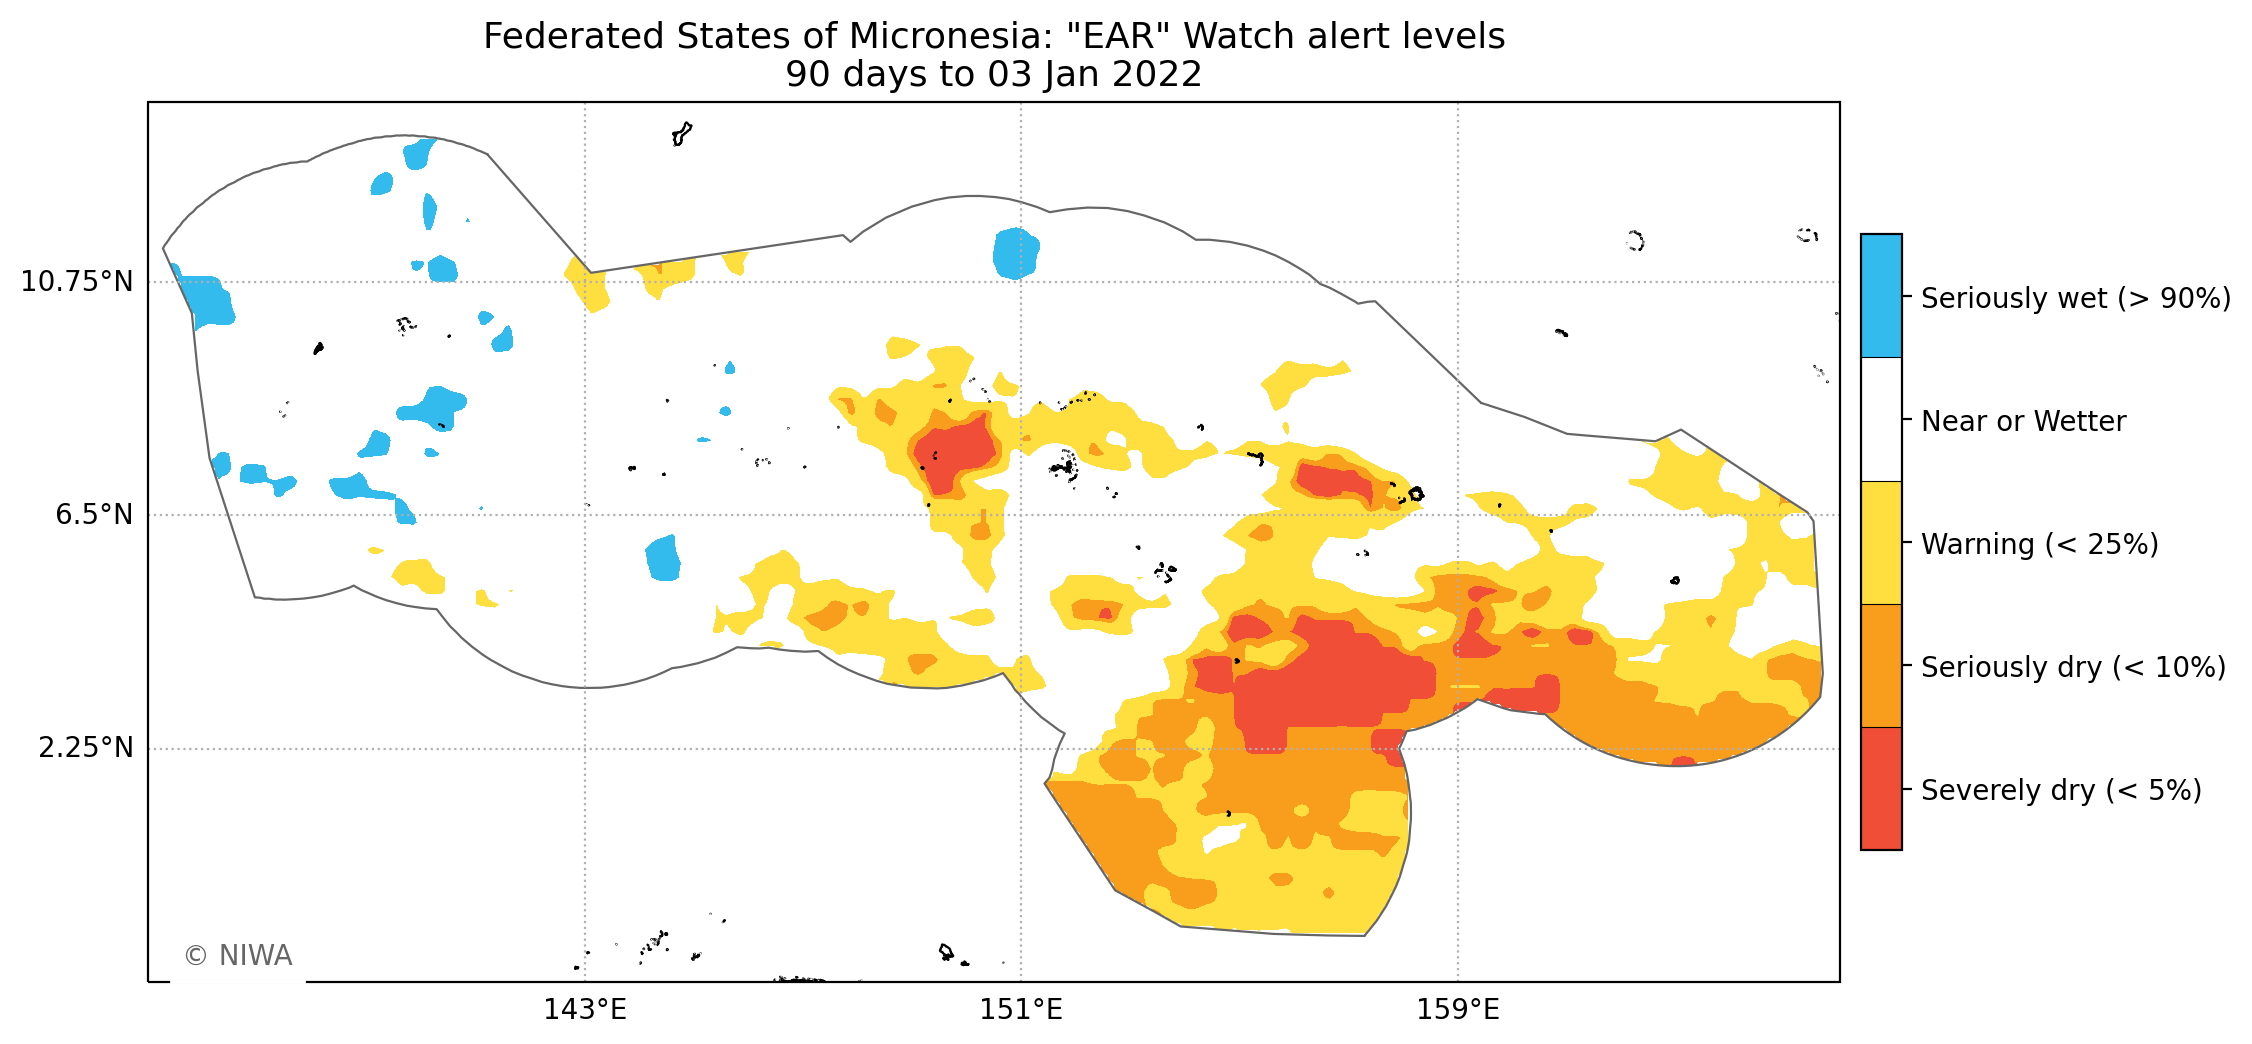 Federated States of Micronesia: "EAR" Watch alert levels
90 days to 03 Jan 2022
10.75°N
6.5°N
2.25°N
143°E
151°E
159°E
Seriously wet (> 90%)
Near or Wetter
Warning (< 25%)
Seriously dry (< 10%)
Severely dry (< 5%)
© NIWA